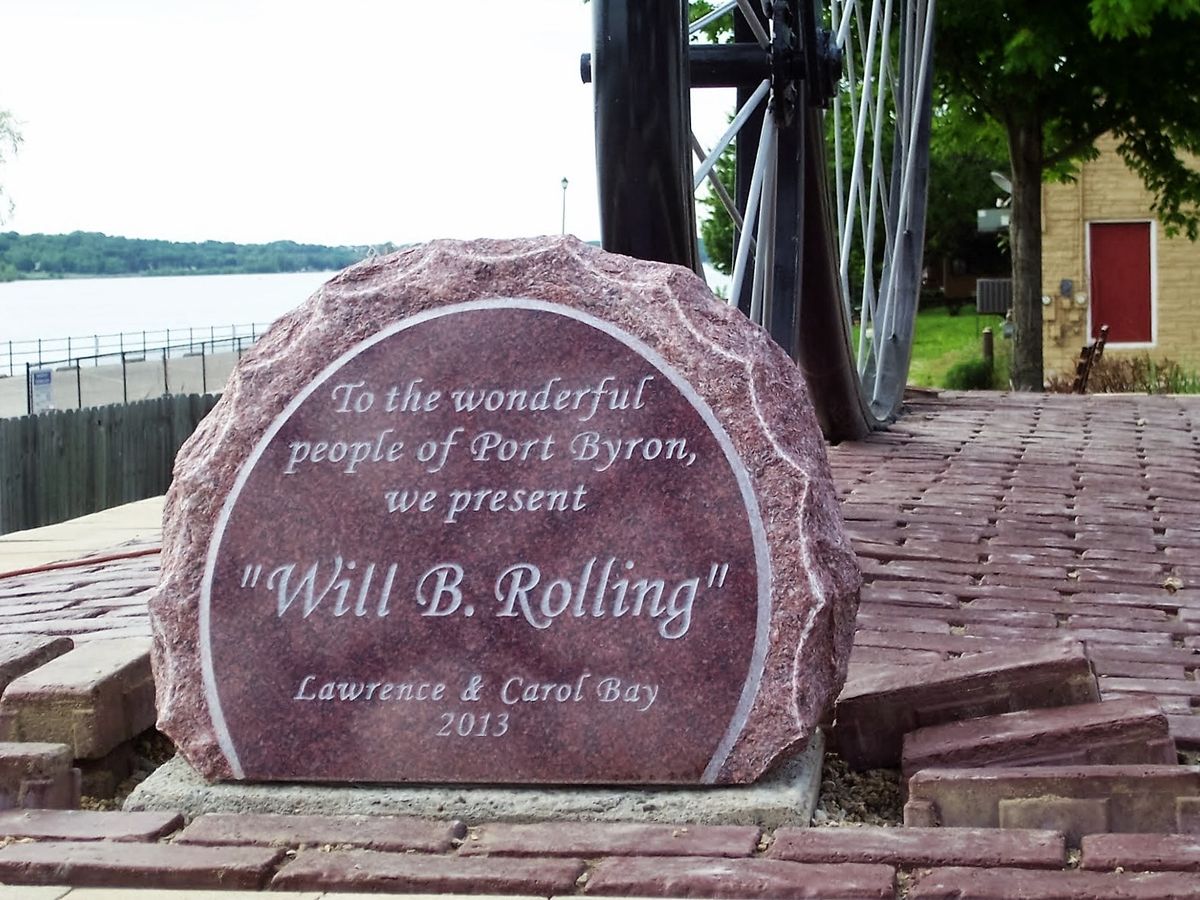 To the wonderful
people of Port Byron,
we present
"Will B. Rolling"
Lawrence & Carol Bay
2013